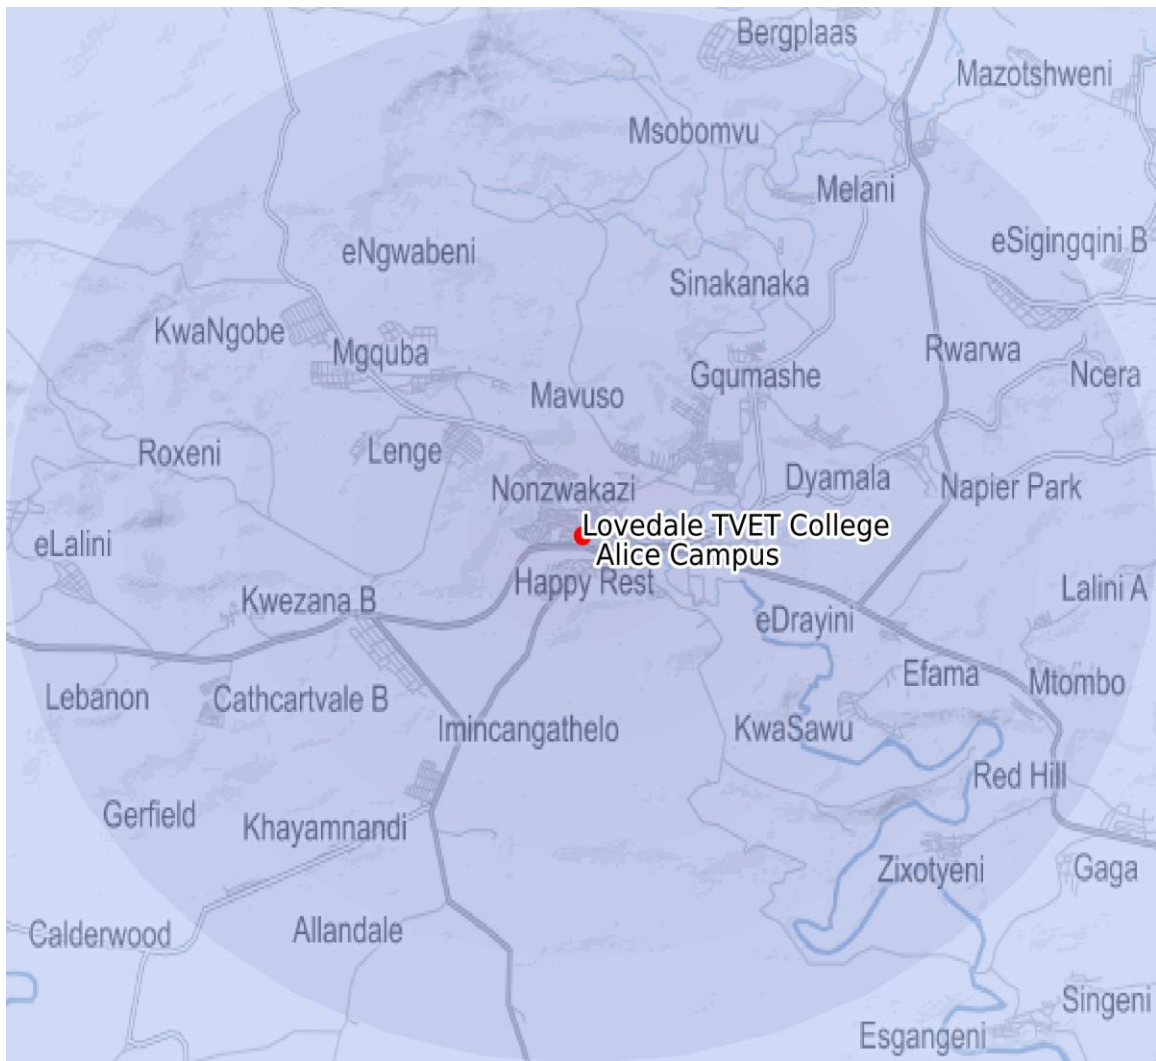 Bergplaas
Mazotshweni
Msobomvu
Melani
eSigingqini B
eNgwabeni
Sinakanaka
KwaNgobe
Mgquba
Rwarwa
Ncera
Gqumashe
Mavuso
Roxeni
Lenge
Dyamala
Nonzwakazi
Napier Park
Lovedale TVET College
Alice Campus
eLalini
Happy Rest
Lalini A
Kwezana B
eDrayini
Efama
Mtombo
Lebanon
Cathcartvale B
Imincangathelo
KwaSawu
Red Hill
Gerfield
Khayamnandi
Zixotyeni
Gaga
Calderwood
Allandale
Singeni
Esgangeni